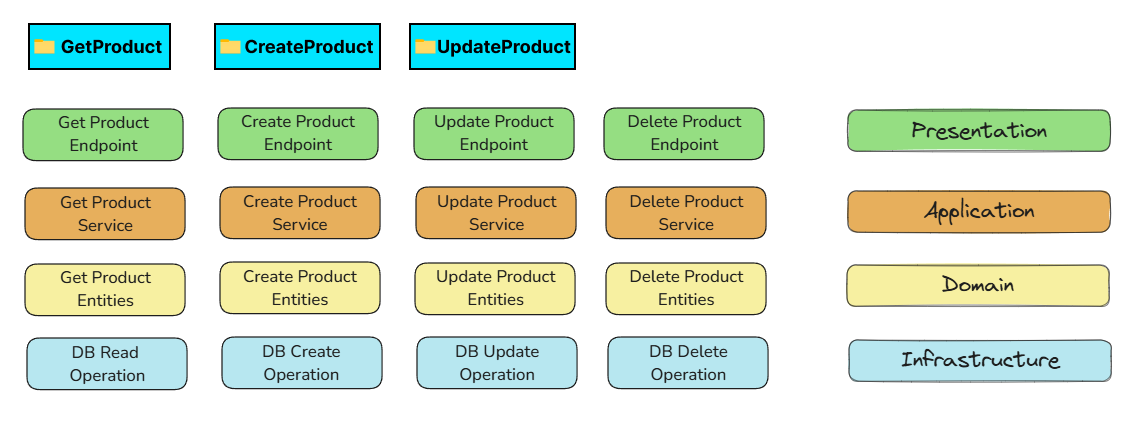 GetProduct
CreateProduct
UpdateProduct
Get Product
Endpoint
Create Product
Endpoint
Update Product
Endpoint
Delete Product
Endpoint
Presentation
Get Product
Service
Create Product
Service
Update Product
Service
Delete Product
Service
Application
Get Product
Entities
Create Product
Entities
Update Product
Entities
Delete Product
Entities
Domain
DB Read
Operation
DB Create
Operation
DB Update
Operation
DB Delete
Operation
Infrastructure